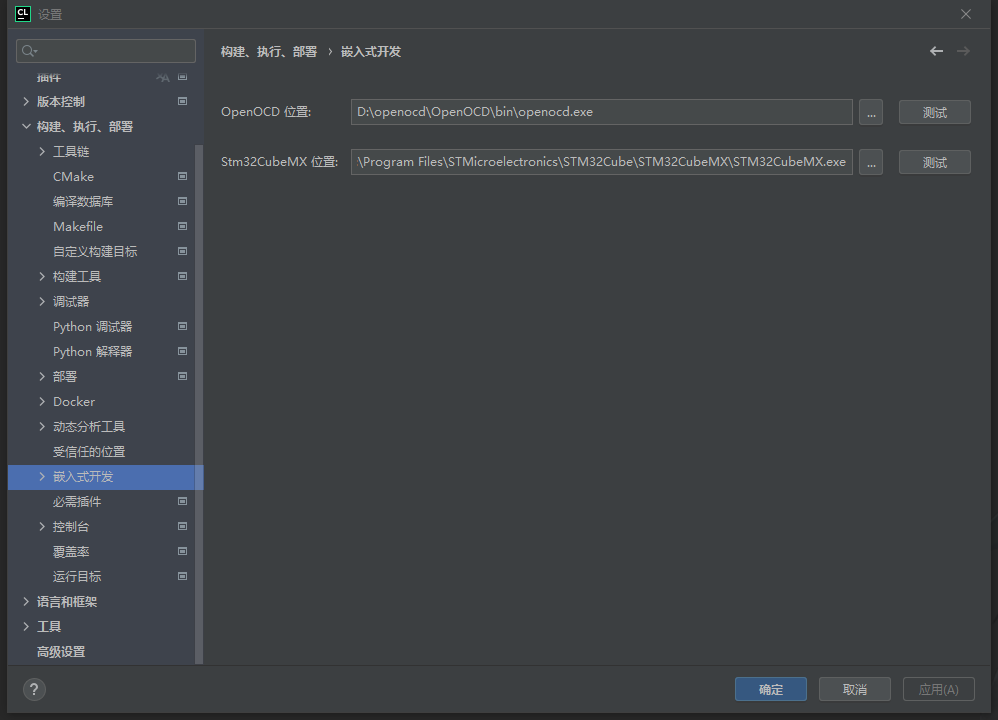 CL 设置
插件
版本控制
构建、执行、部署
工具链
CMake
编译数据库
Makefile
自定义构建目标
构建工具
调试器
Python 调试器
Python 解释器
部署
Docker
动态分析工具
受信任的位置
嵌入式开发
必需插件
控制台
覆盖率
运行目标
语言和框架
工具
高级设置
构建、执行、部署 › 嵌入式开发
OpenOCD 位置: D:\openocd\OpenOCD\bin\openocd.exe ... 测试
Stm32CubeMX 位置: \Program Files\STMicroelectronics\STM32Cube\STM32CubeMX\STM32CubeMX.exe ... 测试
? 确定 取消 应用(A)